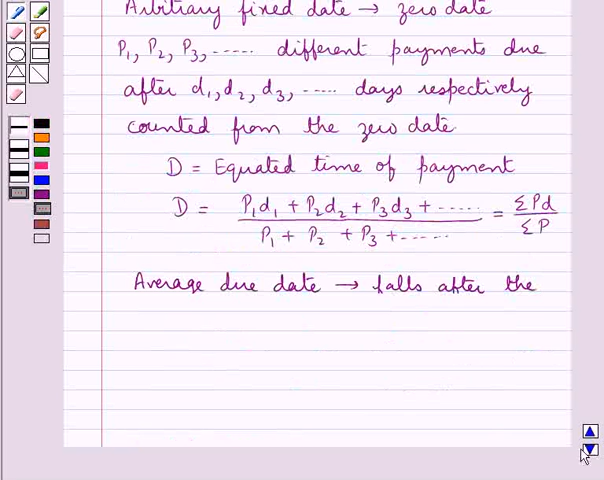 Arbitrary fixed date → zero date
P₁, P₂, P₃, ...... different payments due
after d₁, d₂, d₃, ...... days respectively
counted from the zero date
D = Equated time of payment
D = (P₁d₁ + P₂d₂ + P₃d₃ + ......) / (P₁ + P₂ + P₃ + ......) = ΣPd / ΣP
Average due date → falls after the